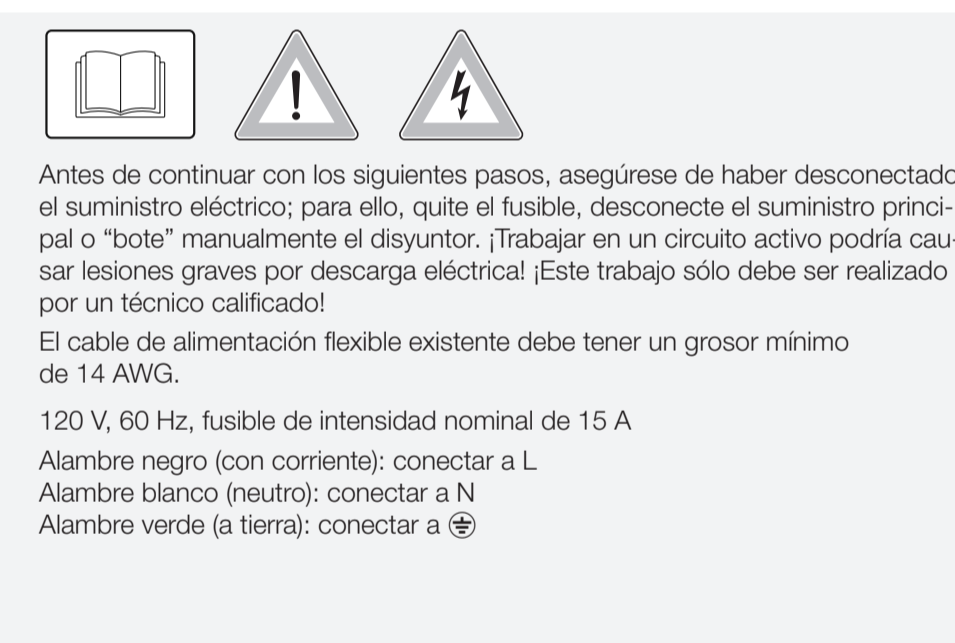 Antes de continuar con los siguientes pasos, asegúrese de haber desconectado
el suministro eléctrico; para ello, quite el fusible, desconecte el suministro princi-
pal o “bote” manualmente el disyuntor. ¡Trabajar en un circuito activo podría cau-
sar lesiones graves por descarga eléctrica! ¡Este trabajo sólo debe ser realizado
por un técnico calificado!
El cable de alimentación flexible existente debe tener un grosor mínimo
de 14 AWG.
120 V, 60 Hz, fusible de intensidad nominal de 15 A
Alambre negro (con corriente): conectar a L
Alambre blanco (neutro): conectar a N
Alambre verde (a tierra): conectar a